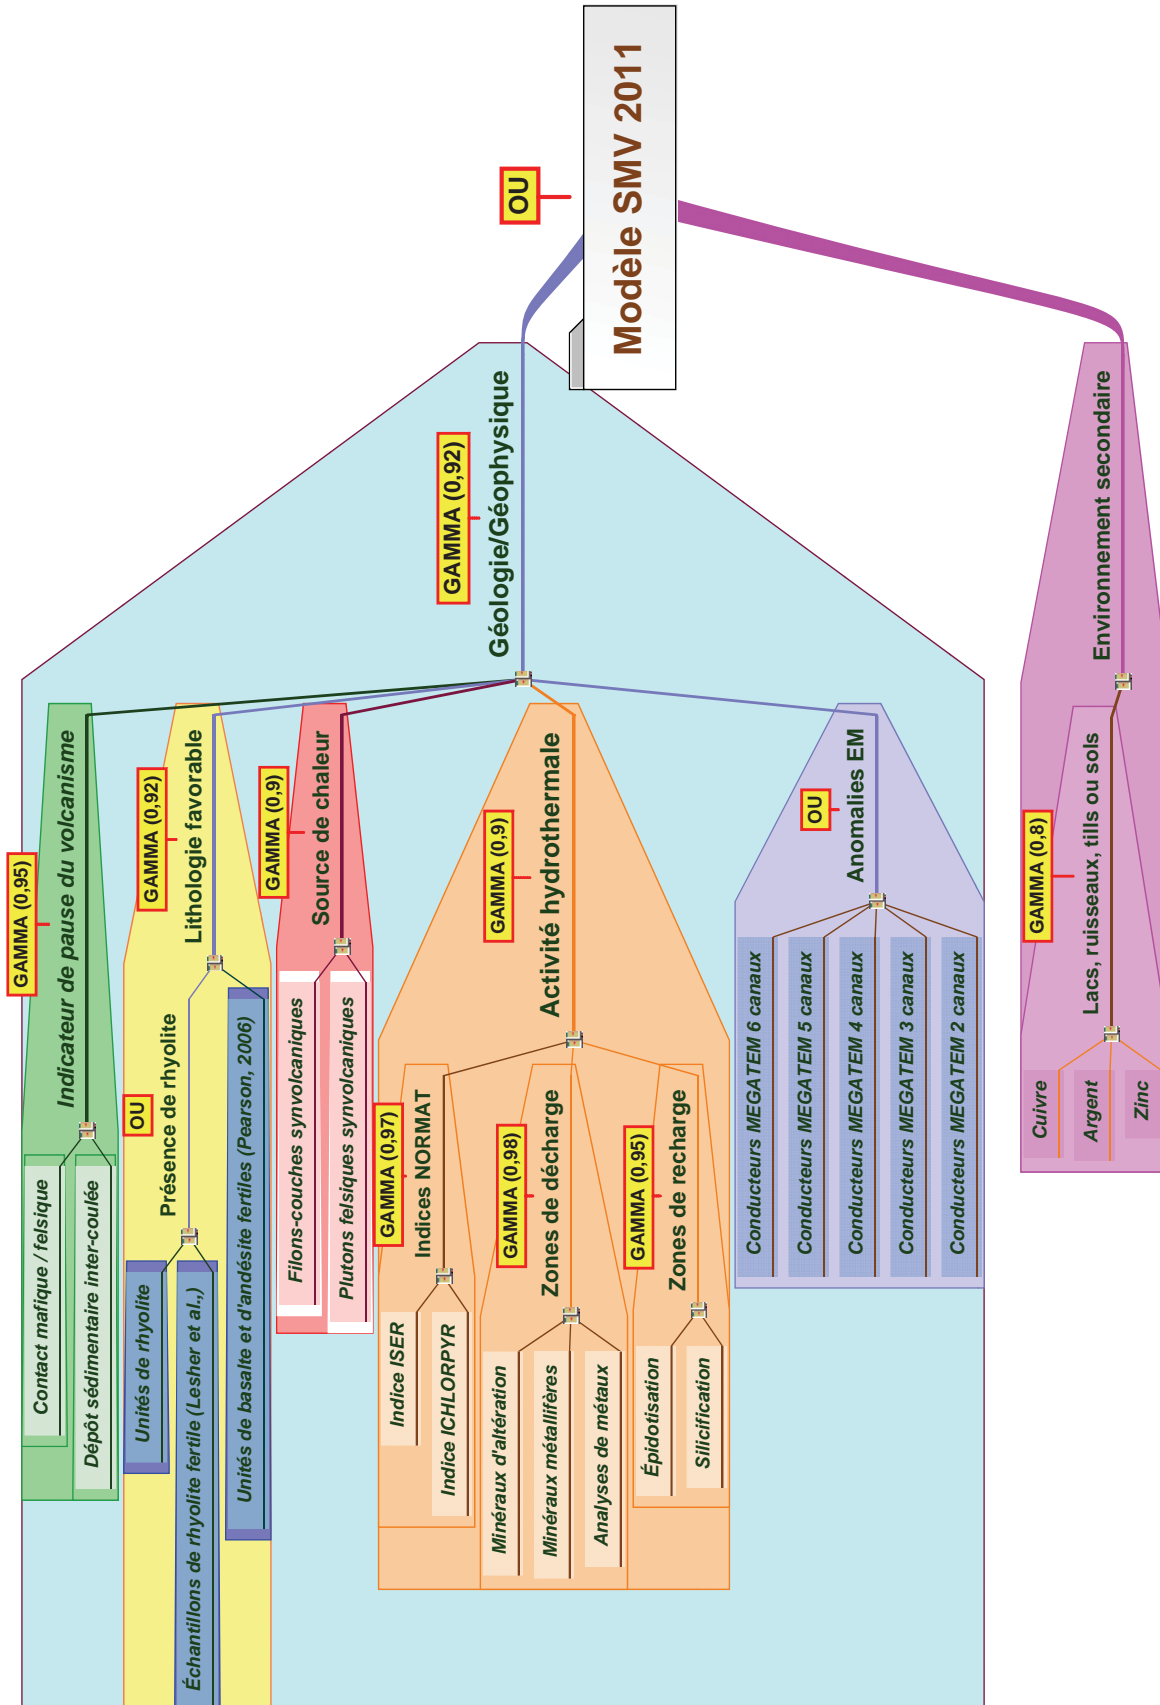 Modèle SMV 2011
OU
Géologie/Géophysique
GAMMA (0,92)
Indicateur de pause du volcanisme
GAMMA (0,95)
Contact mafique / felsique
Dépôt sédimentaire inter-coulée
Lithologie favorable
GAMMA (0,92)
Présence de rhyolite
OU
Unités de rhyolite
Échantillons de rhyolite fertile (Lesher et al.,)
Unités de basalte et d'andésite fertiles (Pearson, 2006)
Source de chaleur
GAMMA (0,9)
Filons-couches synvolcaniques
Plutons felsiques synvolcaniques
Activité hydrothermale
GAMMA (0,9)
Indices NORMAT
GAMMA (0,97)
Indice ISER
Indice ICHLORPYR
Zones de décharge
GAMMA (0,98)
Minéraux d'altération
Minéraux métallifères
Analyses de métaux
Zones de recharge
GAMMA (0,95)
Épidotisation
Silicification
Anomalies EM
OU
Conducteurs MEGATEM 6 canaux
Conducteurs MEGATEM 5 canaux
Conducteurs MEGATEM 4 canaux
Conducteurs MEGATEM 3 canaux
Conducteurs MEGATEM 2 canaux
Environnement secondaire
Lacs, ruisseaux, tills ou sols
GAMMA (0,8)
Cuivre
Argent
Zinc